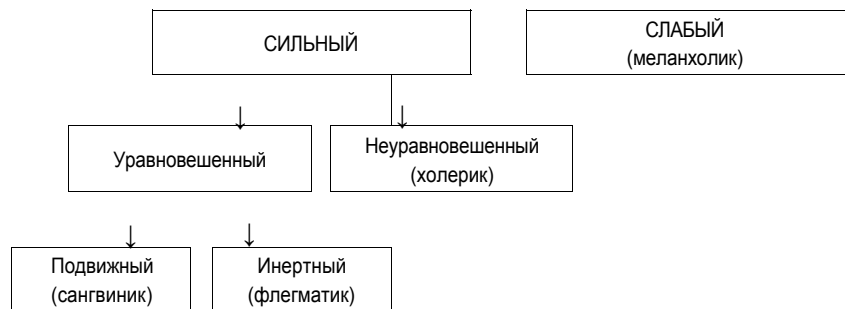 СИЛЬНЫЙ
СЛАБЫЙ
(меланхолик)
Уравновешенный
Неуравновешенный
(холерик)
Подвижный
(сангвиник)
Инертный
(флегматик)